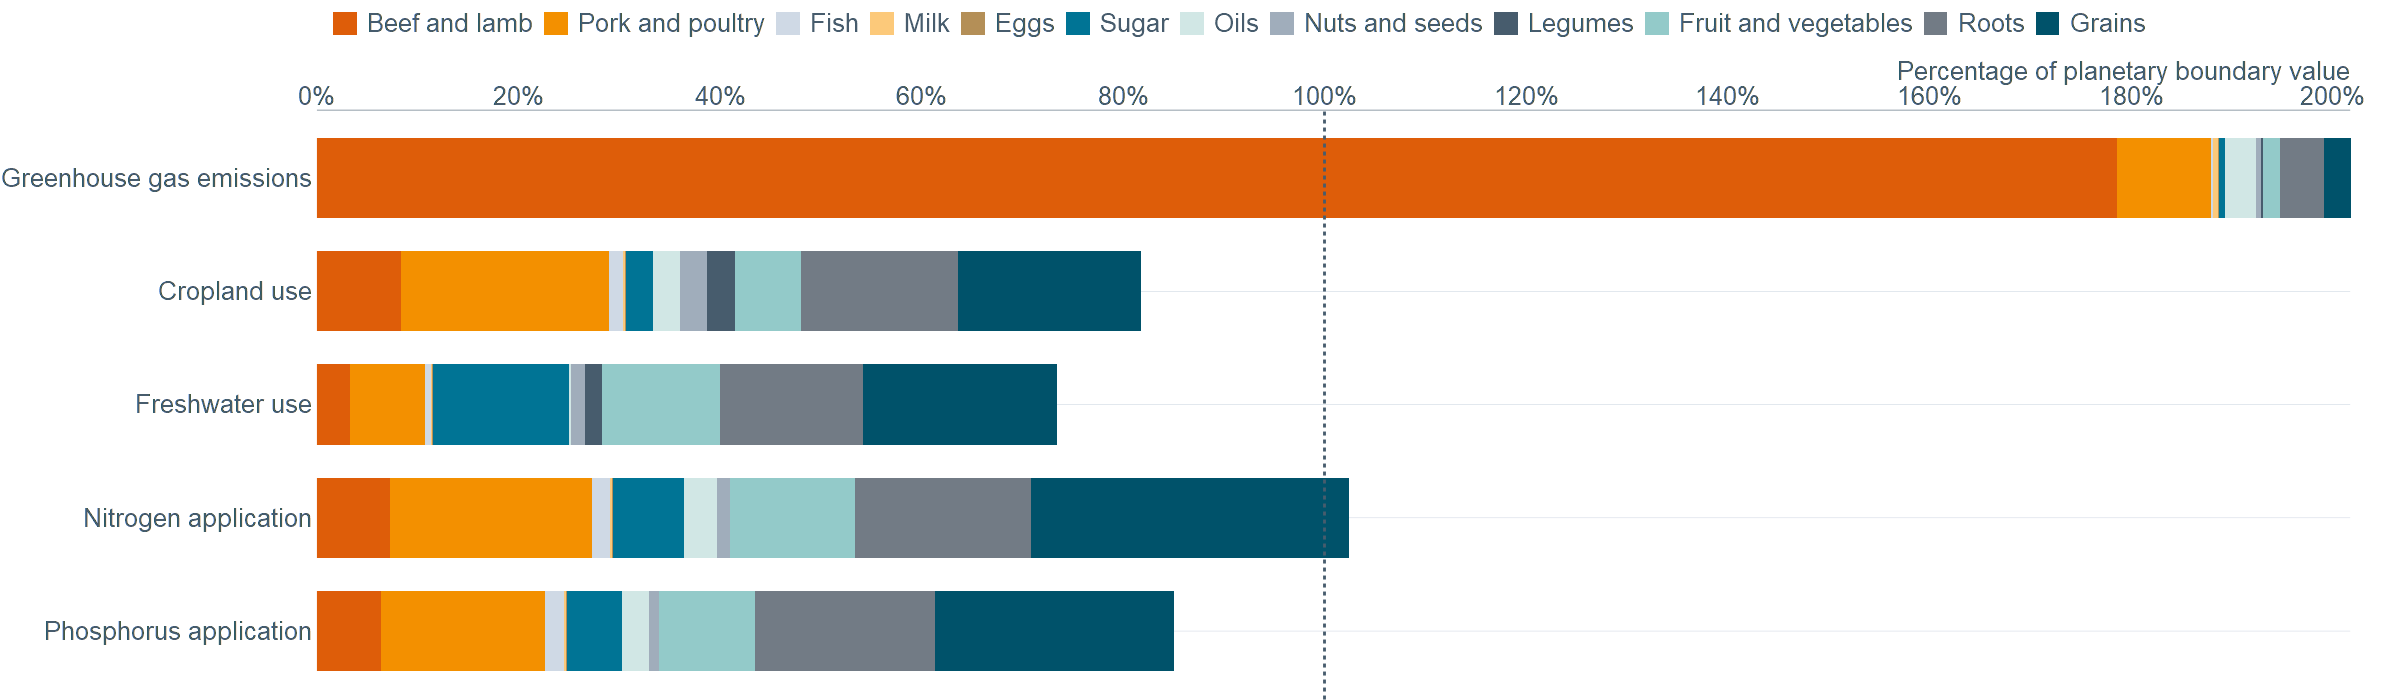 Beef and lamb Pork and poultry Fish Milk Eggs Sugar Oils Nuts and seeds Legumes Fruit and vegetables Roots Grains
Percentage of planetary boundary value
0% 20% 40% 60% 80% 100% 120% 140% 160% 180% 200%
Greenhouse gas emissions
Cropland use
Freshwater use
Nitrogen application
Phosphorus application